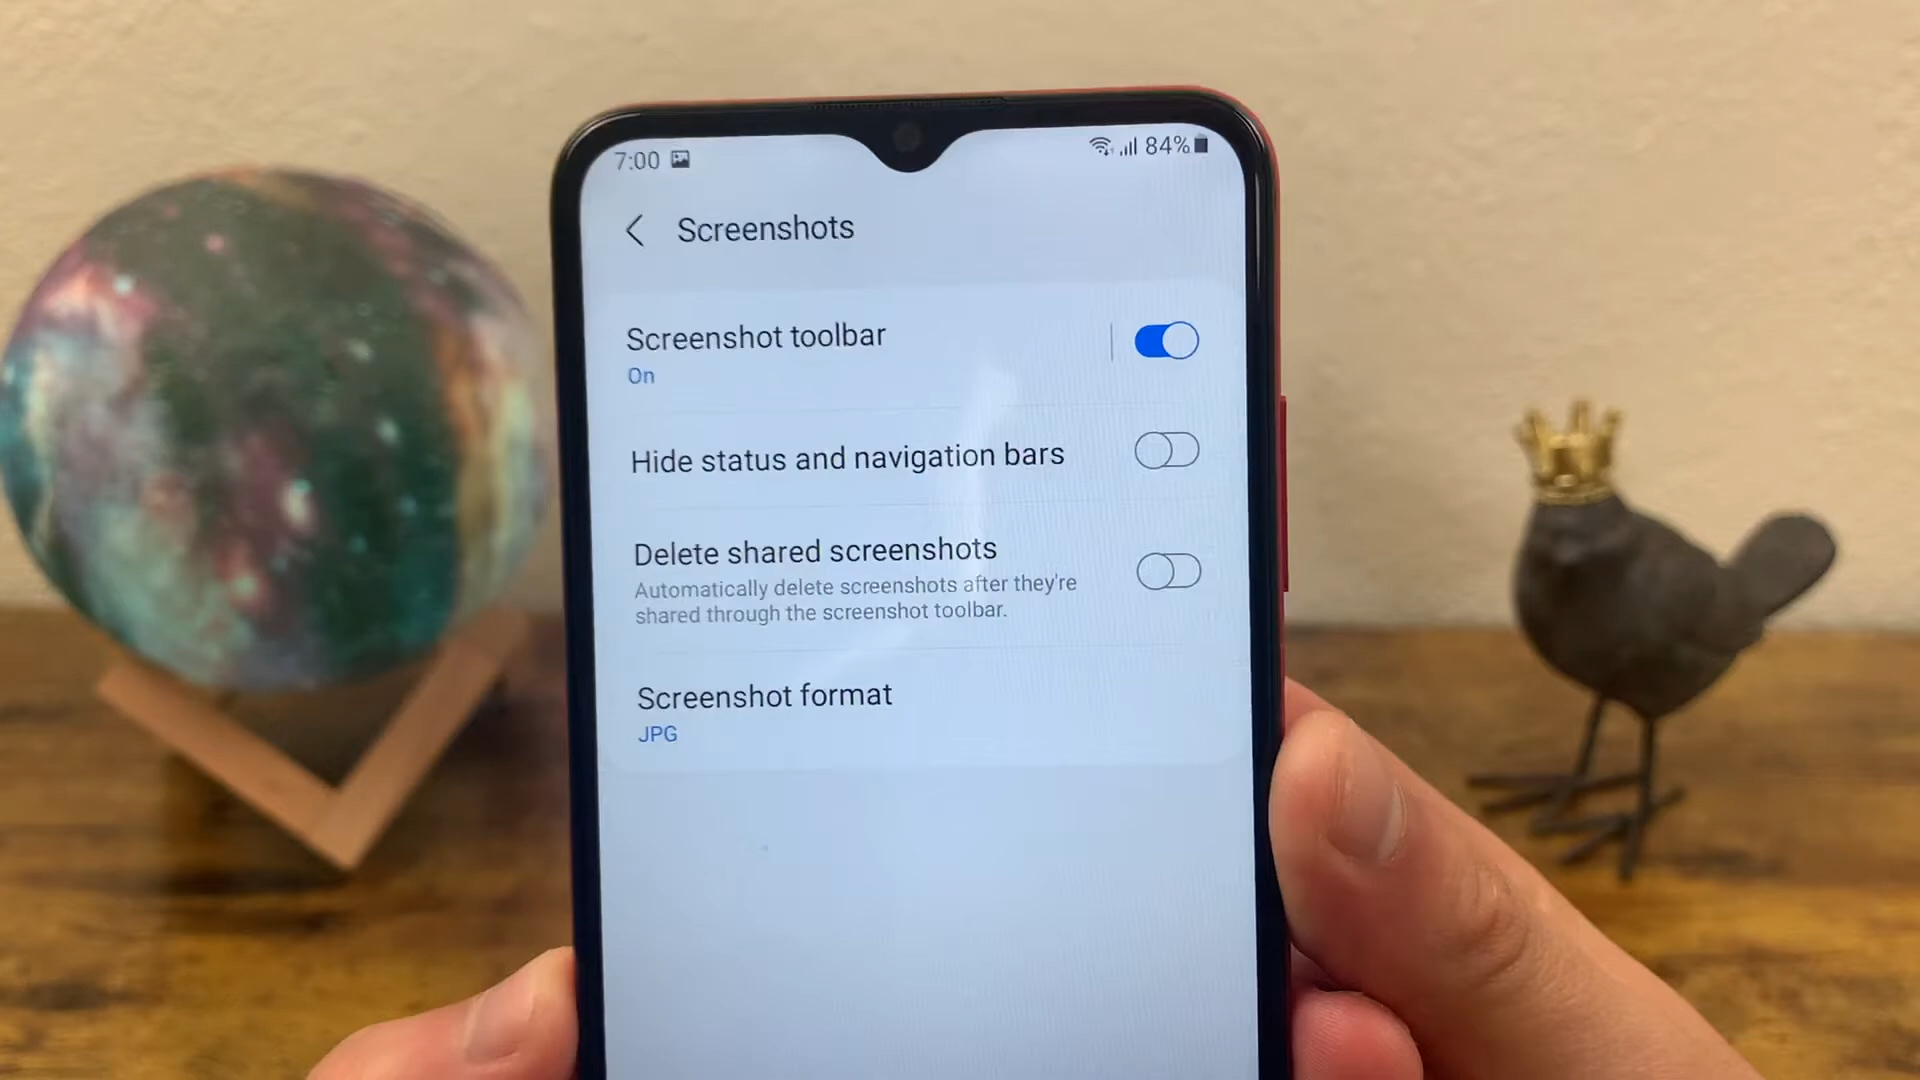 7:00 84%
Screenshots
Screenshot toolbar
On
Hide status and navigation bars
Delete shared screenshots
Automatically delete screenshots after they're
shared through the screenshot toolbar.
Screenshot format
JPG